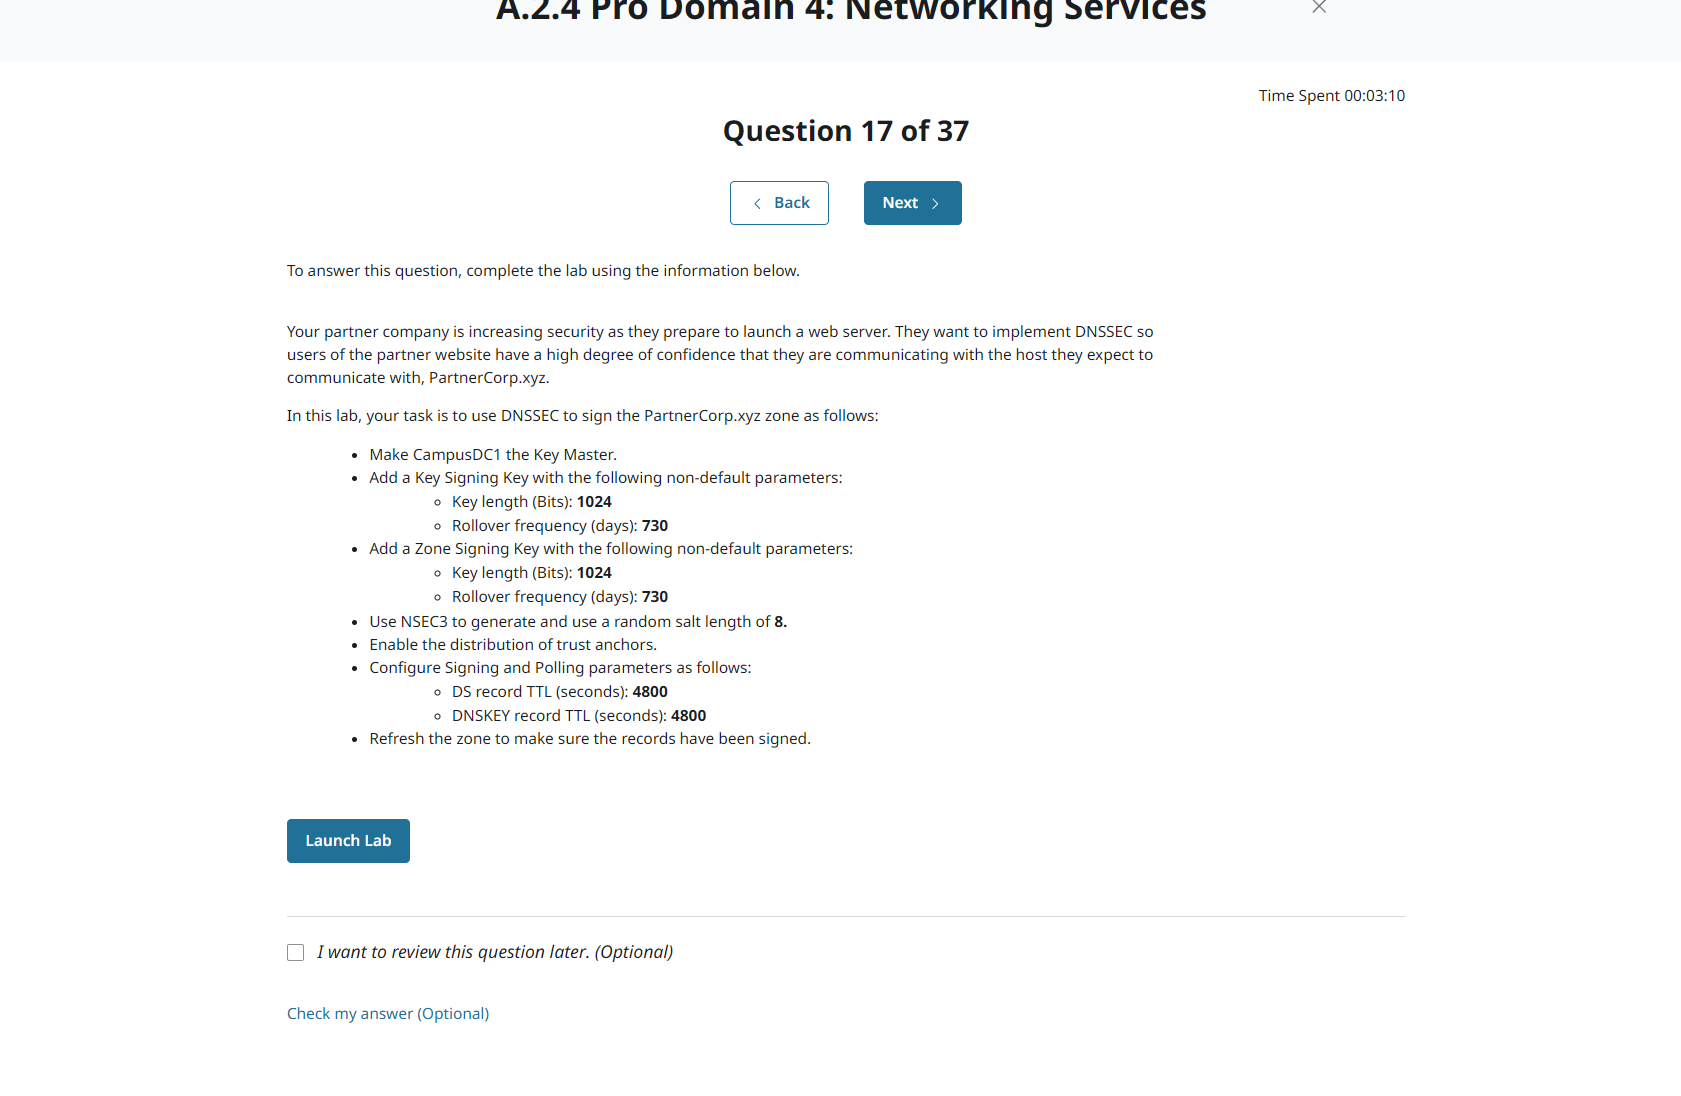 A.2.4 Pro Domain 4: Networking Services
Time Spent 00:03:10
Question 17 of 37
Back
Next
To answer this question, complete the lab using the information below.
Your partner company is increasing security as they prepare to launch a web server. They want to implement DNSSEC so
users of the partner website have a high degree of confidence that they are communicating with the host they expect to
communicate with, PartnerCorp.xyz.
In this lab, your task is to use DNSSEC to sign the PartnerCorp.xyz zone as follows:
Make CampusDC1 the Key Master.
Add a Key Signing Key with the following non-default parameters:
Key length (Bits): 1024
Rollover frequency (days): 730
Add a Zone Signing Key with the following non-default parameters:
Key length (Bits): 1024
Rollover frequency (days): 730
Use NSEC3 to generate and use a random salt length of 8.
Enable the distribution of trust anchors.
Configure Signing and Polling parameters as follows:
DS record TTL (seconds): 4800
DNSKEY record TTL (seconds): 4800
Refresh the zone to make sure the records have been signed.
Launch Lab
I want to review this question later. (Optional)
Check my answer (Optional)